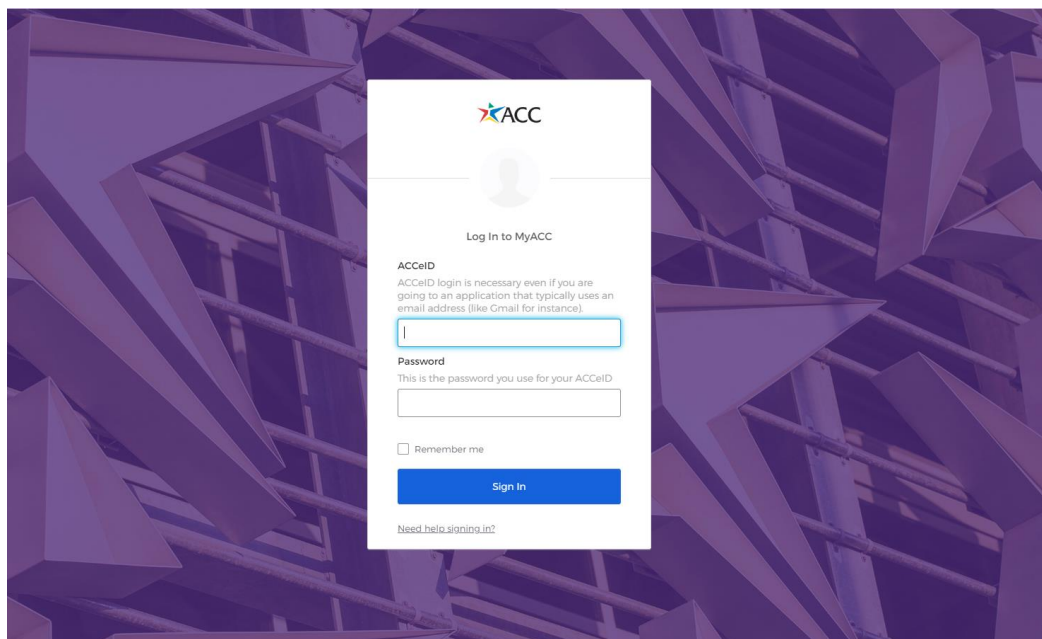 ACC
Log In to MyACC
ACCeID
ACCeID login is necessary even if you are
going to an application that typically uses an
email address (like Gmail for instance).
Password
This is the password you use for your ACCeID
Remember me
Sign In
Need help signing in?